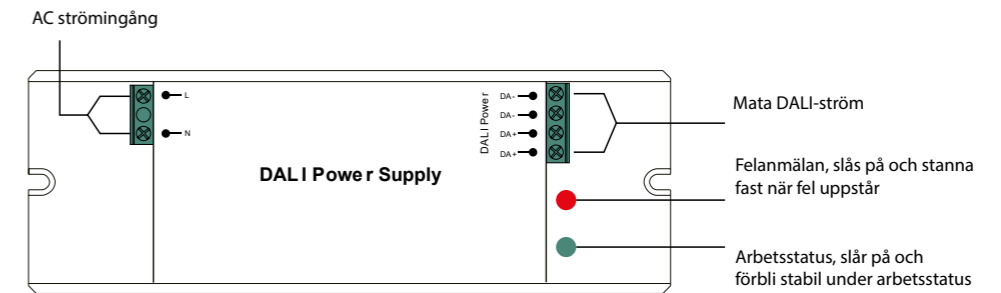 AC strömingång
L
N
DALI Power
DA-
DA-
DA+
DA+
DALI Power Supply
Mata DALI-ström
Felanmälan, slås på och stanna
fast när fel uppstår
Arbetsstatus, slår på och
förbli stabil under arbetsstatus